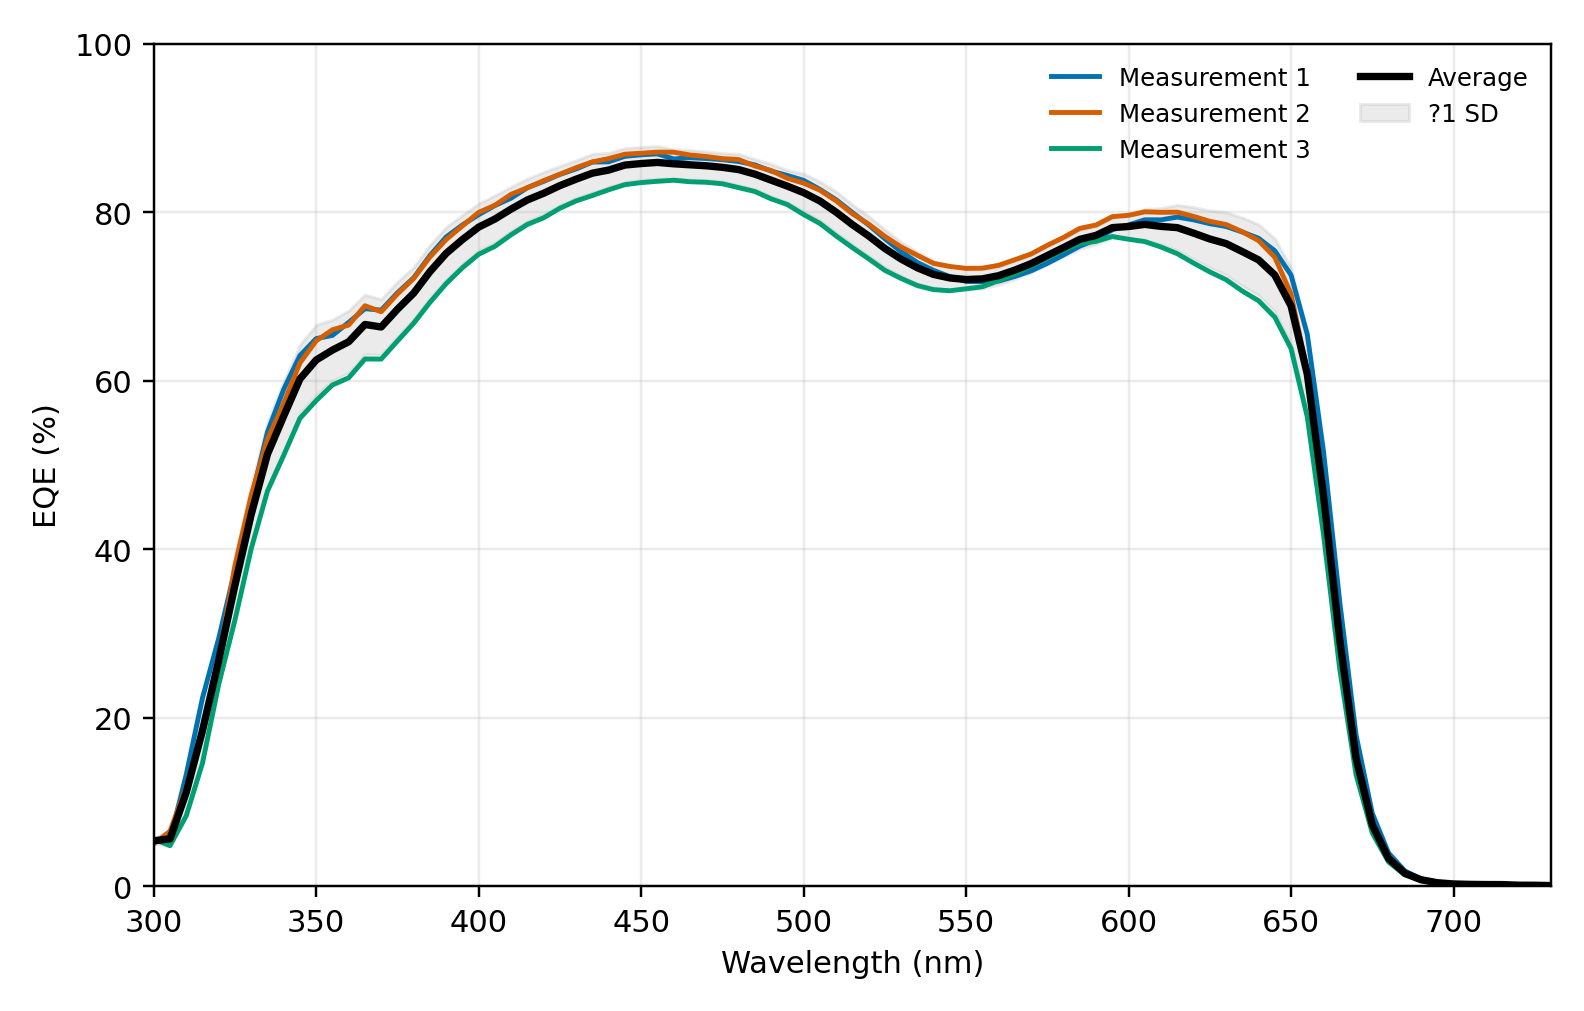 100
80
60
40
20
0
EQE (%)
Measurement 1
Measurement 2
Measurement 3
Average
?1 SD
300 350 400 450 500 550 600 650 700
Wavelength (nm)